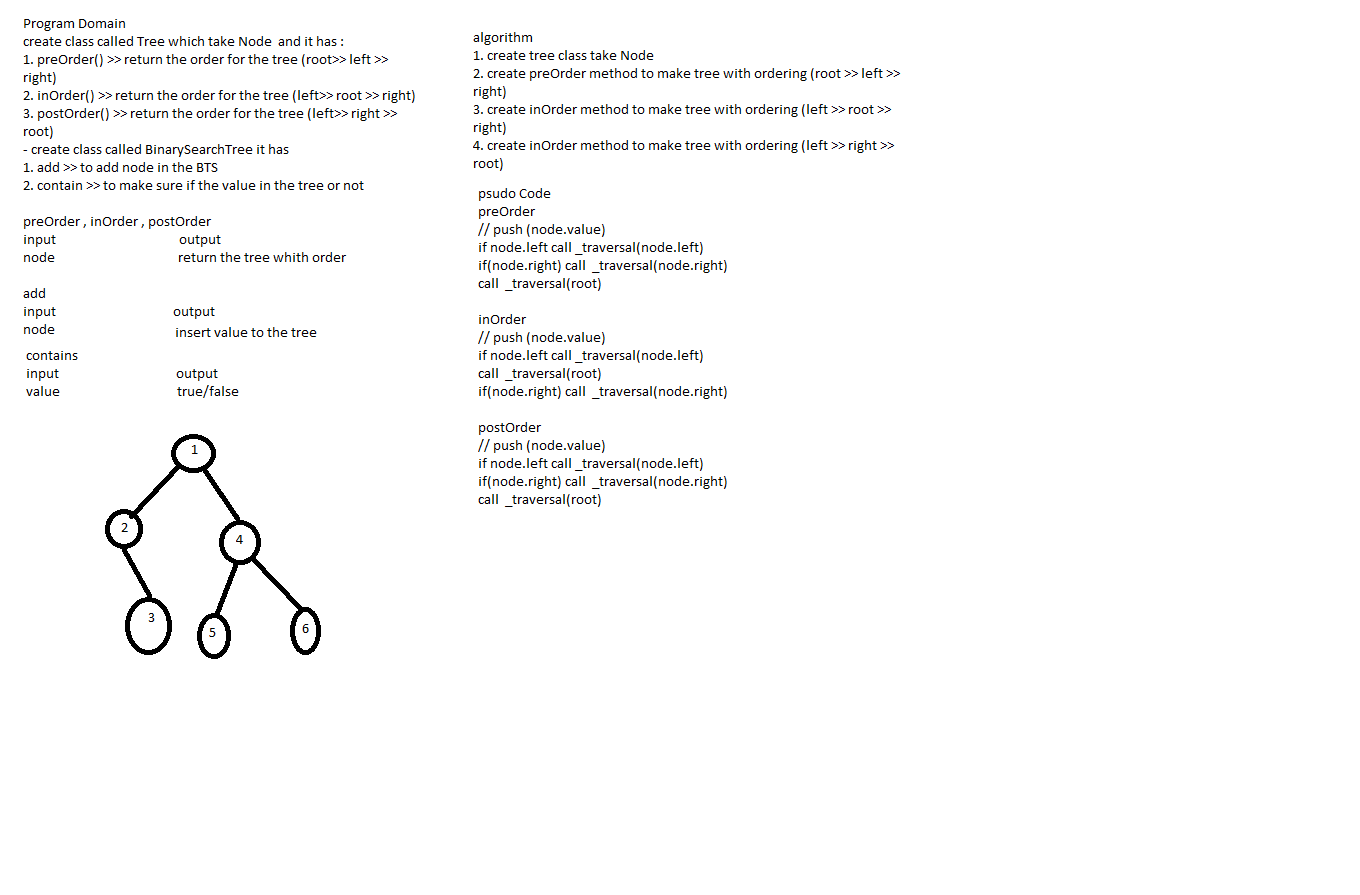 Program Domain
create class called Tree which take Node  and it has :
1. preOrder() >> return the order for the tree (root>> left >>
right)
2. inOrder() >> return the order for the tree (left>> root >> right)
3. postOrder() >> return the order for the tree (left>> right >>
root)
- create class called BinarySearchTree it has
1. add >> to add node in the BTS
2. contain >> to make sure if the value in the tree or not
preOrder , inOrder , postOrder
input output
node return the tree whith order
add
input output
node insert value to the tree
contains
input output
value true/false
1
2
4
3
5
6
algorithm
1. create tree class take Node
2. create preOrder method to make tree with ordering (root >> left >>
right)
3. create inOrder method to make tree with ordering (left >> root >>
right)
4. create inOrder method to make tree with ordering (left >> right >>
root)
psudo Code
preOrder
// push (node.value)
if node.left call _traversal(node.left)
if(node.right) call  _traversal(node.right)
call  _traversal(root)
inOrder
// push (node.value)
if node.left call _traversal(node.left)
call  _traversal(root)
if(node.right) call  _traversal(node.right)
postOrder
// push (node.value)
if node.left call _traversal(node.left)
if(node.right) call  _traversal(node.right)
call  _traversal(root)